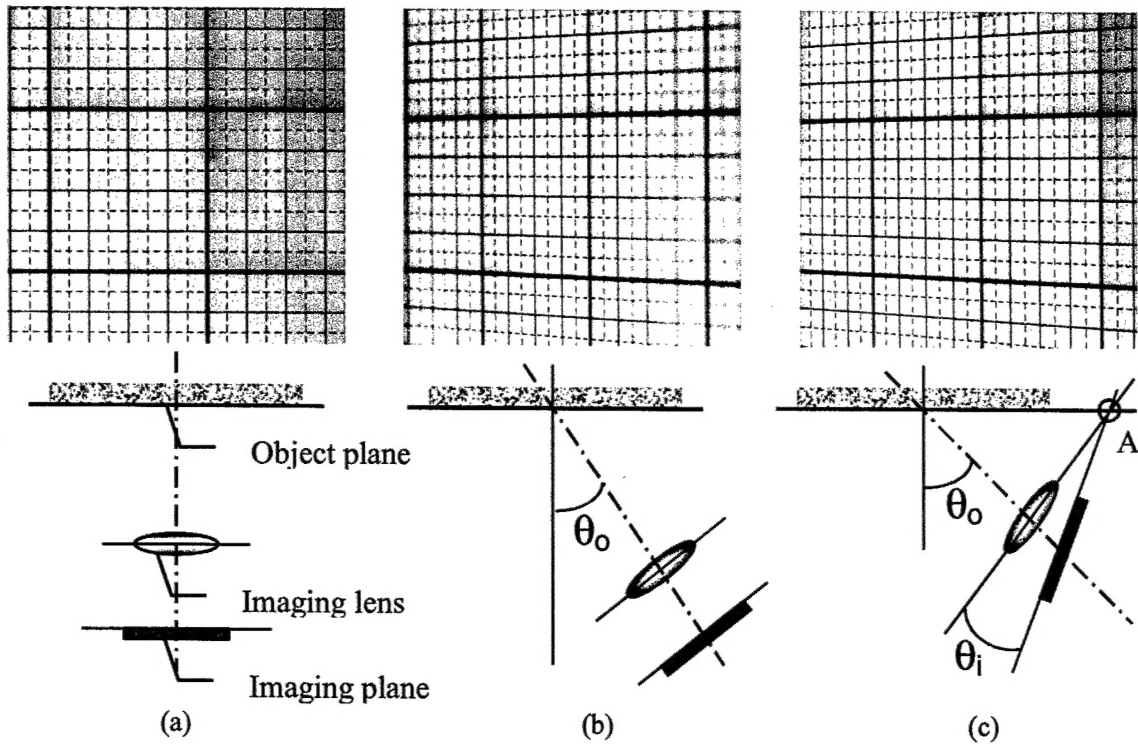 Object plane
Imaging lens
Imaging plane
θo
θo
A
θi
(a)
(b)
(c)